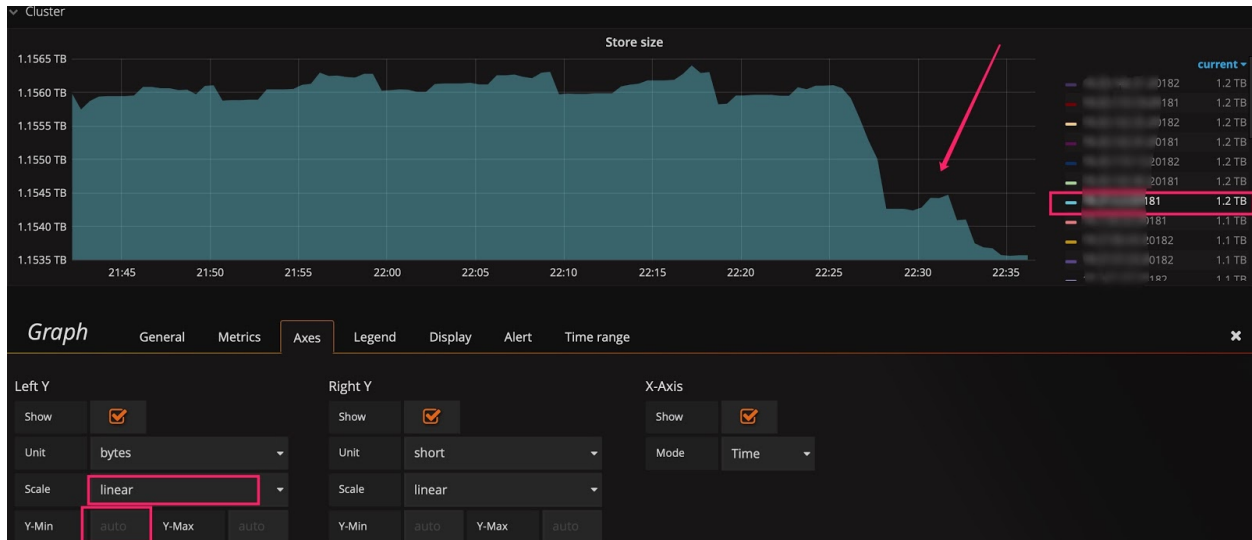 Cluster
Store size
1.1565 TB
1.1560 TB
1.1555 TB
1.1550 TB
1.1545 TB
1.1540 TB
1.1535 TB
21:45 21:50 21:55 22:00 22:05 22:10 22:15 22:20 22:25 22:30 22:35
current
0182 1.2 TB
181 1.2 TB
0182 1.2 TB
0181 1.2 TB
20182 1.2 TB
20181 1.2 TB
181 1.2 TB
0181 1.1 TB
20182 1.1 TB
0182 1.1 TB
182 1.1 TB
Graph General Metrics Axes Legend Display Alert Time range
Left Y Right Y X-Axis
Show Show Show
Unit bytes Unit short Mode Time
Scale linear Scale linear
Y-Min auto Y-Max auto Y-Min auto Y-Max auto